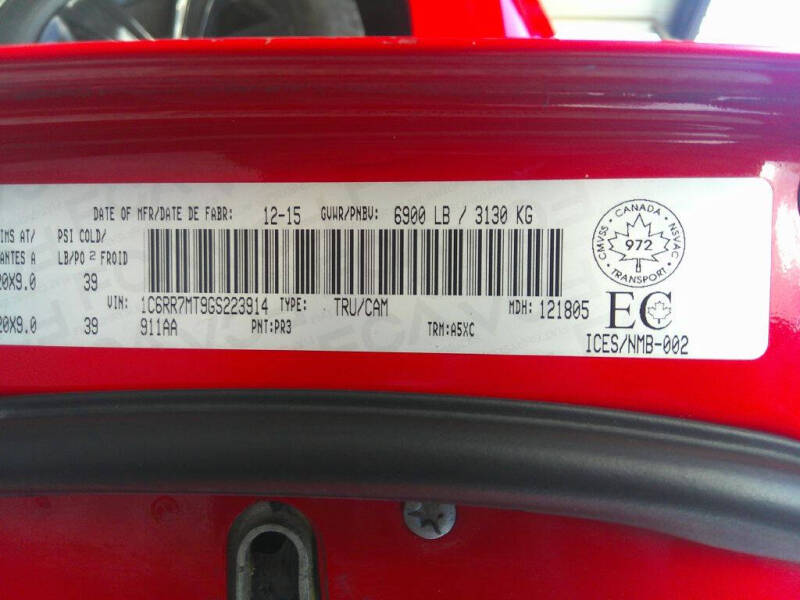 DATE OF MFR/DATE DE FABR: 12-15 GVWR/PNBV: 6900 LB / 3130 KG
IMS AT/ PSI COLD/
ANTES A LB/PO 2 FROID
20X9.0 39
VIN: 1C6RR7MT9GS223914 TYPE: TRU/CAM MDH: 121805
20X9.0 39 911AA PNT:PR3 TRM:A5XC
CANADA
CMVSS 972 NSVAC
TRANSPORT
EC
ICES/NMB-002